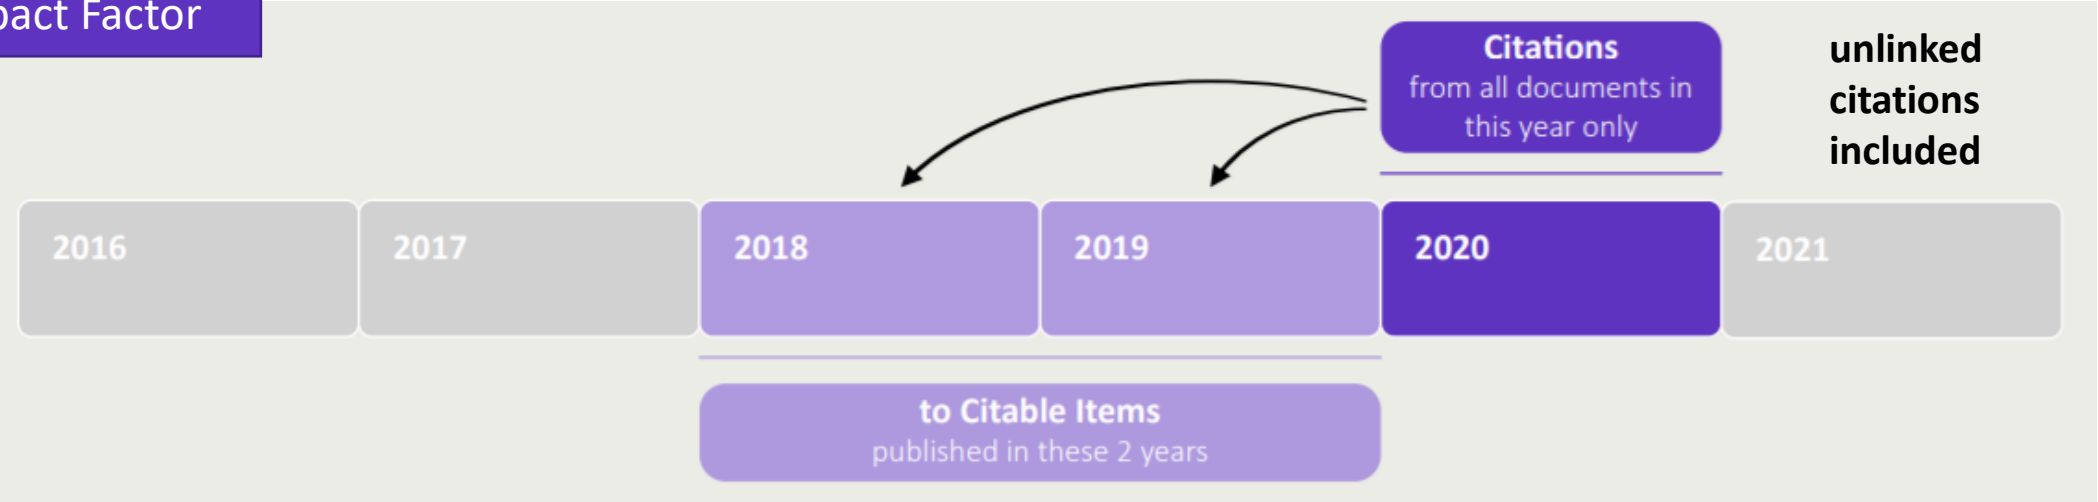 pact Factor
Citations
from all documents in
this year only
unlinked
citations
included
2016
2017
2018
2019
2020
2021
to Citable Items
published in these 2 years